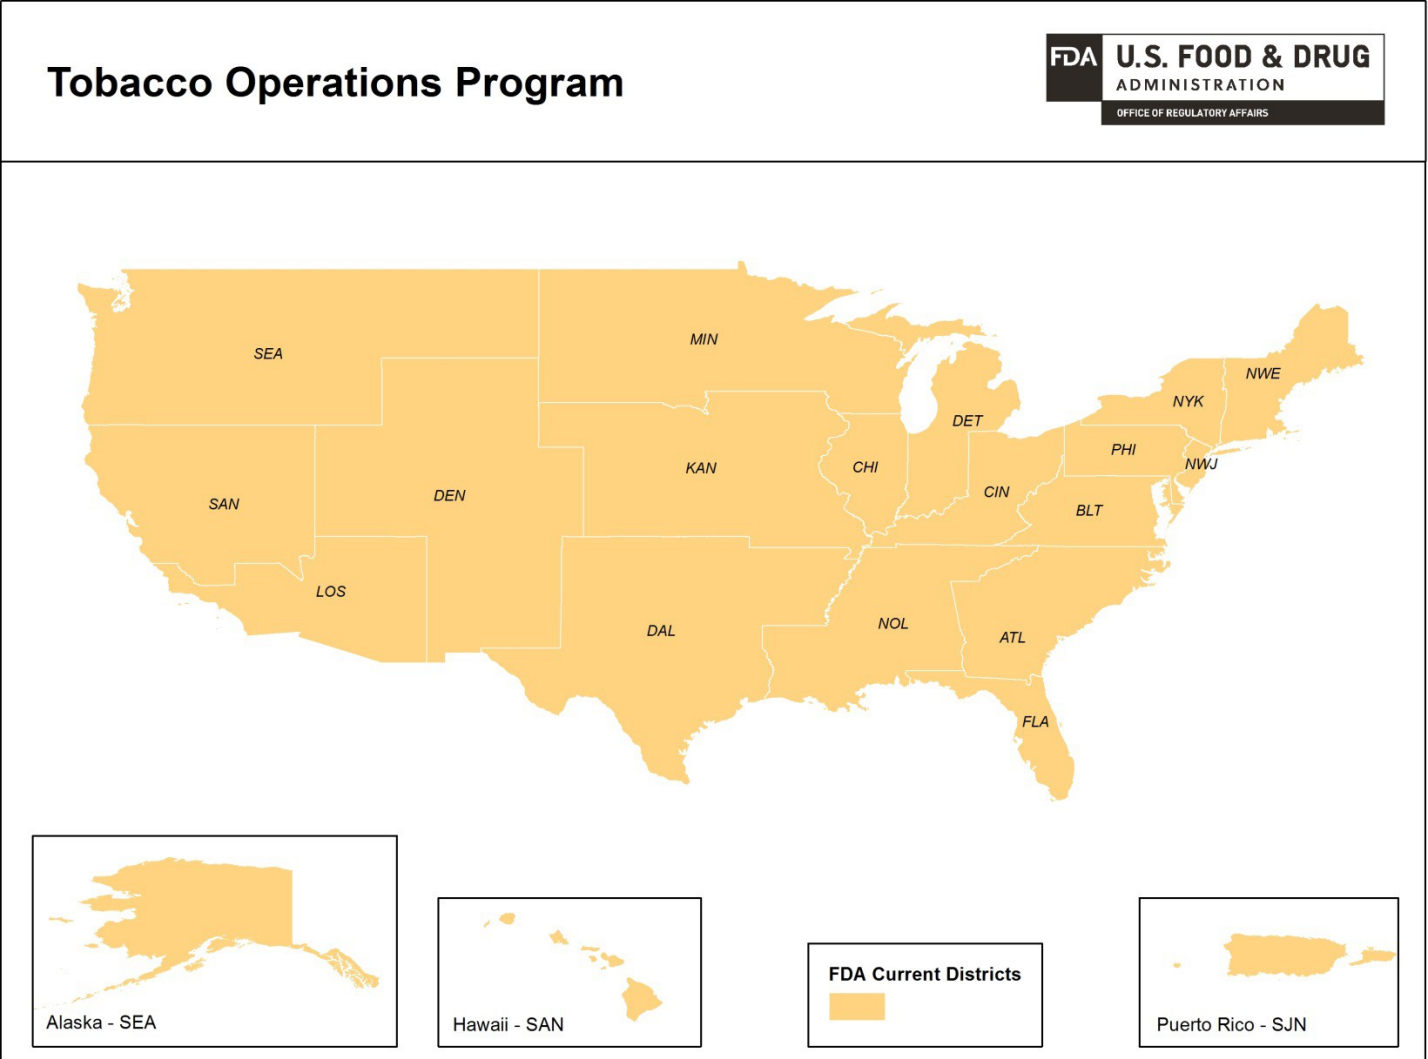 Tobacco Operations Program
FDA
U.S. FOOD & DRUG
ADMINISTRATION
OFFICE OF REGULATORY AFFAIRS
SEA
MIN
NWE
NYK
DET
PHI
NWJ
KAN
CHI
CIN
DEN
SAN
BLT
LOS
DAL
NOL
ATL
FLA
Alaska - SEA
Hawaii - SAN
FDA Current Districts
Puerto Rico - SJN